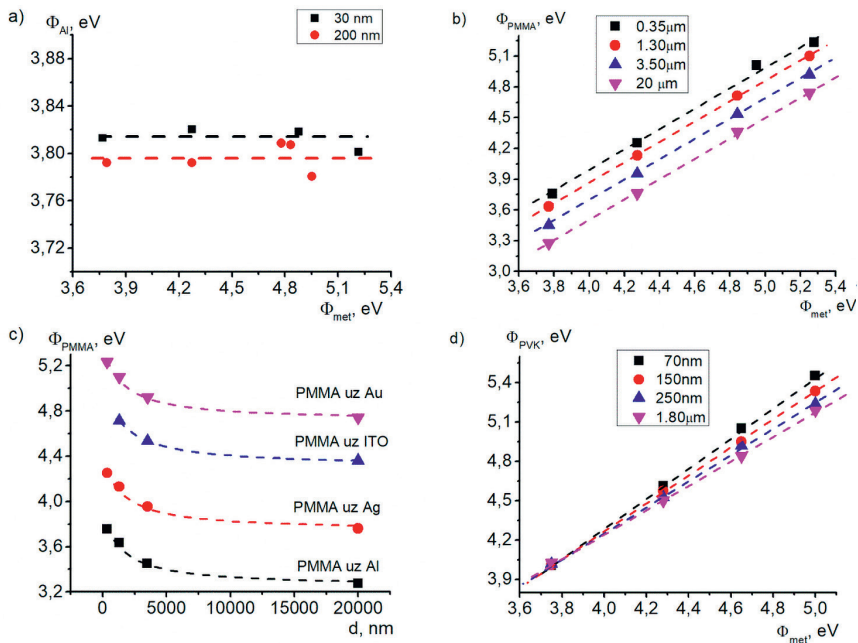 a)
Φ_Al, eV
30 nm
200 nm
3,88
3,84
3,80
3,76
3,72
3,6 3,9 4,2 4,5 4,8 5,1 5,4
Φ_met, eV
b)
Φ_PMMA, eV
0.35μm
1.30μm
3.50μm
20 μm
5,1
4,8
4,5
4,2
3,9
3,6
3,3
3,0
3,6 3,8 4,0 4,2 4,4 4,6 4,8 5,0 5,2 5,4
Φ_met, eV
c)
Φ_PMMA, eV
5,2
4,8
4,4
4,0
3,6
3,2
PMMA uz Au
PMMA uz ITO
PMMA uz Ag
PMMA uz Al
0 5000 10000 15000 20000
d, nm
d)
Φ_PVK, eV
70nm
150nm
250nm
1.80μm
5,4
5,1
4,8
4,5
4,2
3,9
3,6 3,8 4,0 4,2 4,4 4,6 4,8 5,0 5,2
Φ_met, eV